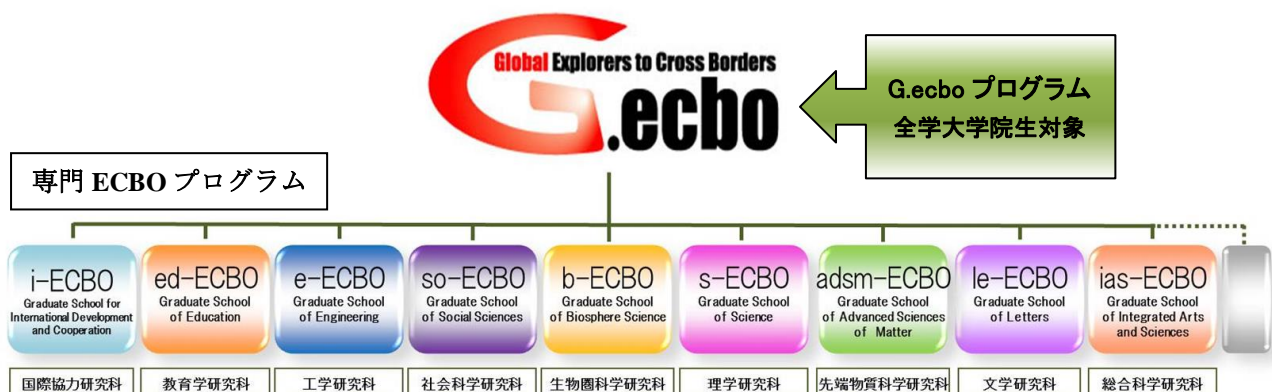 Global Explorers to Cross Borders
G.ecbo
G.ecbo プログラム
全学大学院生対象
専門 ECBO プログラム
i-ECBO
Graduate School for
International Development
and Cooperation
ed-ECBO
Graduate School
of Education
e-ECBO
Graduate School
of Engineering
so-ECBO
Graduate School
of Social Sciences
b-ECBO
Graduate School
of Biosphere Science
s-ECBO
Graduate School
of Science
adsm-ECBO
Graduate School
of Advanced Sciences
of Matter
le-ECBO
Graduate School
of Letters
ias-ECBO
Graduate School
of Integrated Arts
and Sciences
国際協力研究科
教育学研究科
工学研究科
社会科学研究科
生物圏科学研究科
理学研究科
先端物質科学研究科
文学研究科
総合科学研究科